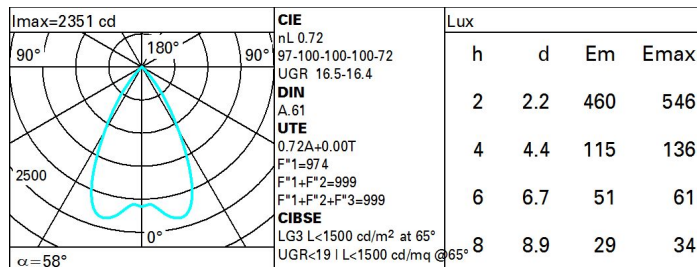 Imax=2351 cd
90° 180° 90°
2500
0°
α=58°
CIE
nL 0.72
97-100-100-100-72
UGR 16.5-16.4
DIN
A.61
UTE
0.72A+0.00T
F"1=974
F"1+F"2=999
F"1+F"2+F"3=999
CIBSE
LG3 L<1500 cd/m² at 65°
UGR<19 | L<1500 cd/mq @65°
Lux
h d Em Emax
2 2.2 460 546
4 4.4 115 136
6 6.7 51 61
8 8.9 29 34